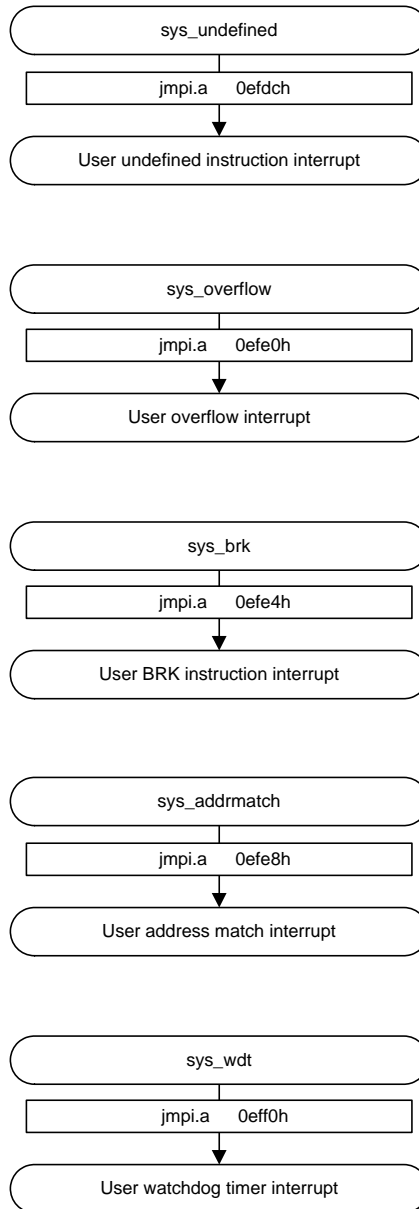 sys_undefined
jmpi.a 0efdch
User undefined instruction interrupt
sys_overflow
jmpi.a 0efe0h
User overflow interrupt
sys_brk
jmpi.a 0efe4h
User BRK instruction interrupt
sys_addrmatch
jmpi.a 0efe8h
User address match interrupt
sys_wdt
jmpi.a 0eff0h
User watchdog timer interrupt